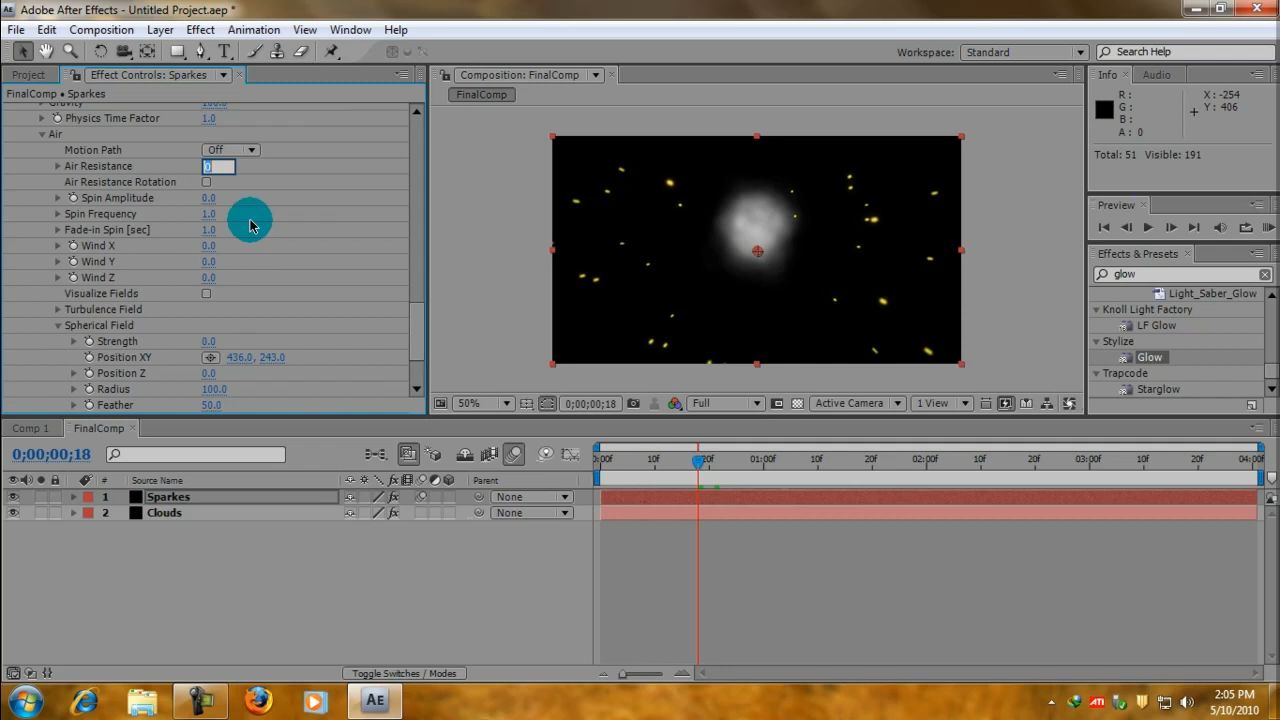 Adobe After Effects - Untitled Project.aep *
File Edit Composition Layer Effect Animation View Window Help
Workspace: Standard Search Help
Project Effect Controls: Sparkes Composition: FinalComp Info Audio
FinalComp • Sparkes FinalComp
Gravity 100.0
Physics Time Factor 1.0
Air
Motion Path Off
Air Resistance
Air Resistance Rotation
Spin Amplitude 0.0
Spin Frequency 1.0
Fade-in Spin [sec] 1.0
Wind X 0.0
Wind Y 0.0
Wind Z 0.0
Visualize Fields
Turbulence Field
Spherical Field
Strength 0.0
Position XY 436.0, 243.0
Position Z 0.0
Radius 100.0
Feather 50.0
R :
G :
B :
A : 0
X : -254
Y : 406
Total: 51 Visible: 191
Preview
Effects & Presets
glow
Light_Saber_Glow
Knoll Light Factory
LF Glow
Stylize
Glow
Trapcode
Starglow
50% 0;00;00;18 Full Active Camera 1 View
Comp 1 FinalComp
0;00;00;18
0:00f 10f 20f 01:00f 10f 20f 02:00f 10f 20f 03:00f 10f 20f 04:00f
# Source Name Parent
1 Sparkes None
2 Clouds None
Toggle Switches / Modes
AE ATI
2:05 PM
5/10/2010